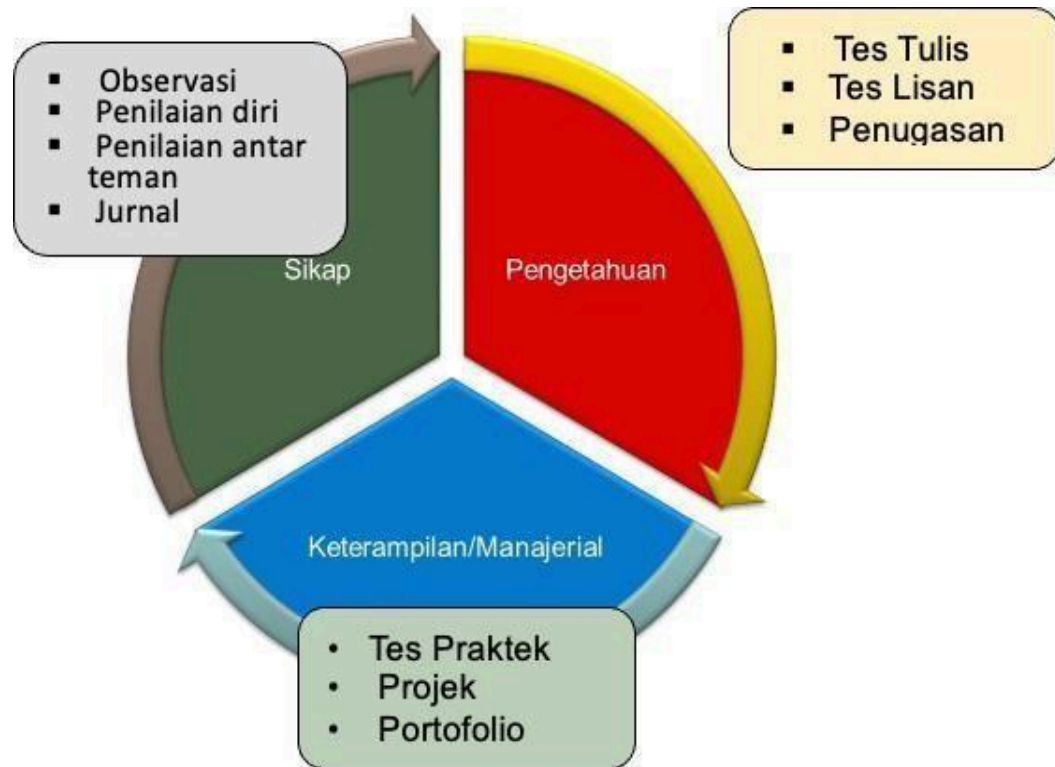 ▪ Observasi
▪ Penilaian diri
▪ Penilaian antar
teman
▪ Jurnal
Sikap
▪ Tes Tulis
▪ Tes Lisan
▪ Penugasan
Pengetahuan
Keterampilan/Manajerial
• Tes Praktek
• Projek
• Portofolio